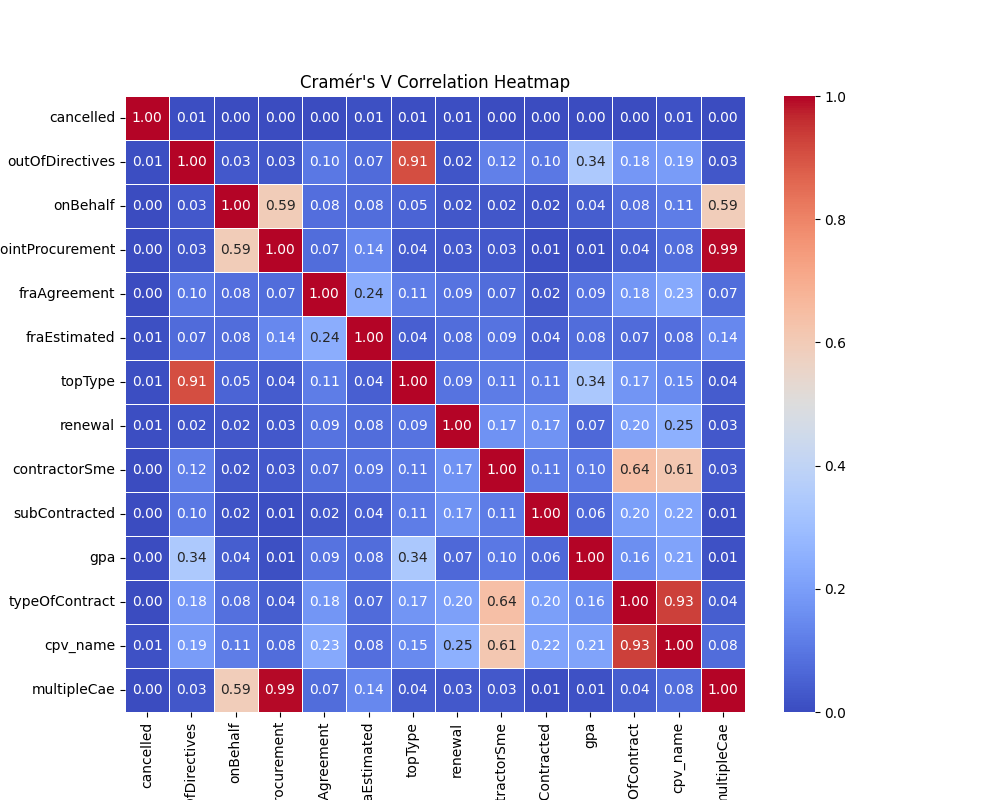 Cramér's V Correlation Heatmap
cancelled 1.00 0.01 0.00 0.00 0.00 0.01 0.01 0.01 0.00 0.00 0.00 0.00 0.01 0.00
outOfDirectives 0.01 1.00 0.03 0.03 0.10 0.07 0.91 0.02 0.12 0.10 0.34 0.18 0.19 0.03
onBehalf 0.00 0.03 1.00 0.59 0.08 0.08 0.05 0.02 0.02 0.02 0.04 0.08 0.11 0.59
ointProcurement 0.00 0.03 0.59 1.00 0.07 0.14 0.04 0.03 0.03 0.01 0.01 0.04 0.08 0.99
fraAgreement 0.00 0.10 0.08 0.07 1.00 0.24 0.11 0.09 0.07 0.02 0.09 0.18 0.23 0.07
fraEstimated 0.01 0.07 0.08 0.14 0.24 1.00 0.04 0.08 0.09 0.04 0.08 0.07 0.08 0.14
topType 0.01 0.91 0.05 0.04 0.11 0.04 1.00 0.09 0.11 0.11 0.34 0.17 0.15 0.04
renewal 0.01 0.02 0.02 0.03 0.09 0.08 0.09 1.00 0.17 0.17 0.07 0.20 0.25 0.03
contractorSme 0.00 0.12 0.02 0.03 0.07 0.09 0.11 0.17 1.00 0.11 0.10 0.64 0.61 0.03
subContracted 0.00 0.10 0.02 0.01 0.02 0.04 0.11 0.17 0.11 1.00 0.06 0.20 0.22 0.01
gpa 0.00 0.34 0.04 0.01 0.09 0.08 0.34 0.07 0.10 0.06 1.00 0.16 0.21 0.01
typeOfContract 0.00 0.18 0.08 0.04 0.18 0.07 0.17 0.20 0.64 0.20 0.16 1.00 0.93 0.04
cpv_name 0.01 0.19 0.11 0.08 0.23 0.08 0.15 0.25 0.61 0.22 0.21 0.93 1.00 0.08
multipleCae 0.00 0.03 0.59 0.99 0.07 0.14 0.04 0.03 0.03 0.01 0.01 0.04 0.08 1.00
cancelled
fDirectives
onBehalf
rocurement
Agreement
aEstimated
topType
renewal
tractorSme
Contracted
gpa
OfContract
cpv_name
multipleCae
1.0
0.8
0.6
0.4
0.2
0.0